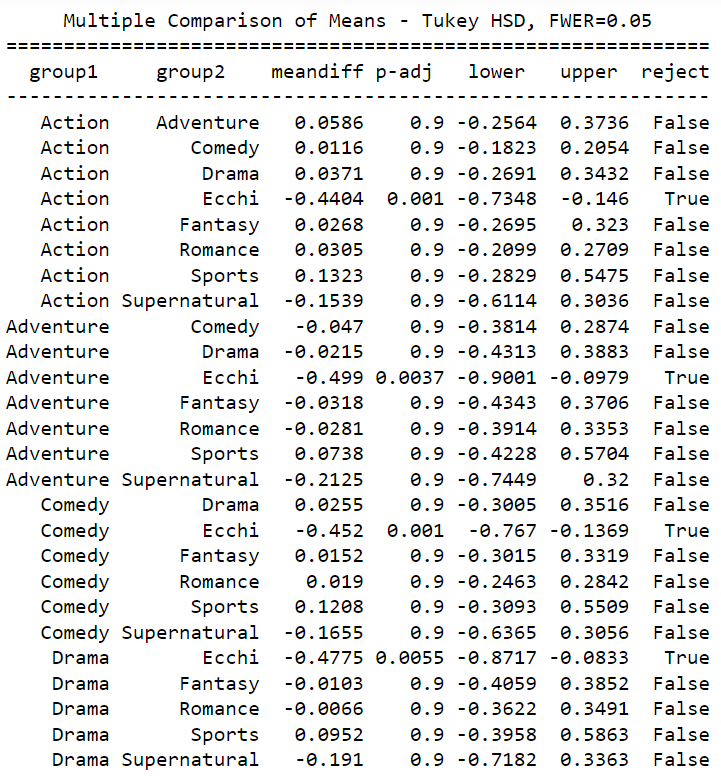 Multiple Comparison of Means - Tukey HSD, FWER=0.05
=============================================================
group1 group2 meandiff p-adj lower upper reject
-------------------------------------------------------------
Action Adventure 0.0586 0.9 -0.2564 0.3736 False
Action Comedy 0.0116 0.9 -0.1823 0.2054 False
Action Drama 0.0371 0.9 -0.2691 0.3432 False
Action Ecchi -0.4404 0.001 -0.7348 -0.146 True
Action Fantasy 0.0268 0.9 -0.2695 0.323 False
Action Romance 0.0305 0.9 -0.2099 0.2709 False
Action Sports 0.1323 0.9 -0.2829 0.5475 False
Action Supernatural -0.1539 0.9 -0.6114 0.3036 False
Adventure Comedy -0.047 0.9 -0.3814 0.2874 False
Adventure Drama -0.0215 0.9 -0.4313 0.3883 False
Adventure Ecchi -0.499 0.0037 -0.9001 -0.0979 True
Adventure Fantasy -0.0318 0.9 -0.4343 0.3706 False
Adventure Romance -0.0281 0.9 -0.3914 0.3353 False
Adventure Sports 0.0738 0.9 -0.4228 0.5704 False
Adventure Supernatural -0.2125 0.9 -0.7449 0.32 False
Comedy Drama 0.0255 0.9 -0.3005 0.3516 False
Comedy Ecchi -0.452 0.001 -0.767 -0.1369 True
Comedy Fantasy 0.0152 0.9 -0.3015 0.3319 False
Comedy Romance 0.019 0.9 -0.2463 0.2842 False
Comedy Sports 0.1208 0.9 -0.3093 0.5509 False
Comedy Supernatural -0.1655 0.9 -0.6365 0.3056 False
Drama Ecchi -0.4775 0.0055 -0.8717 -0.0833 True
Drama Fantasy -0.0103 0.9 -0.4059 0.3852 False
Drama Romance -0.0066 0.9 -0.3622 0.3491 False
Drama Sports 0.0952 0.9 -0.3958 0.5863 False
Drama Supernatural -0.191 0.9 -0.7182 0.3363 False